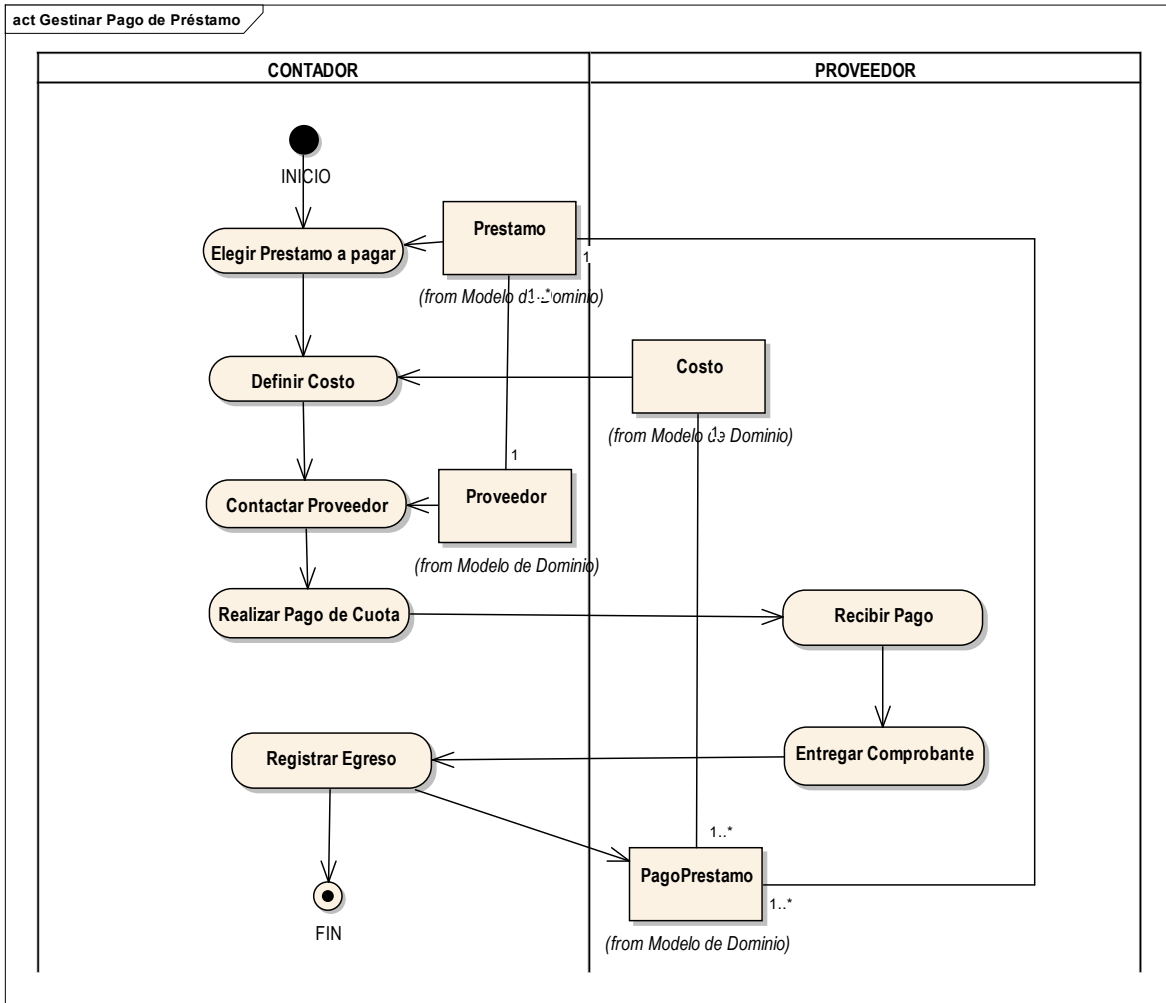 act Gestinar Pago de Préstamo
CONTADOR
PROVEEDOR
INICIO
Prestamo
Elegir Prestamo a pagar
1
(from Modelo de Dominio)
1..*
Costo
Definir Costo
(from Modelo de Dominio)
1
1
Proveedor
Contactar Proveedor
(from Modelo de Dominio)
Realizar Pago de Cuota
Recibir Pago
Entregar Comprobante
Registrar Egreso
1..*
PagoPrestamo
1..*
FIN
(from Modelo de Dominio)